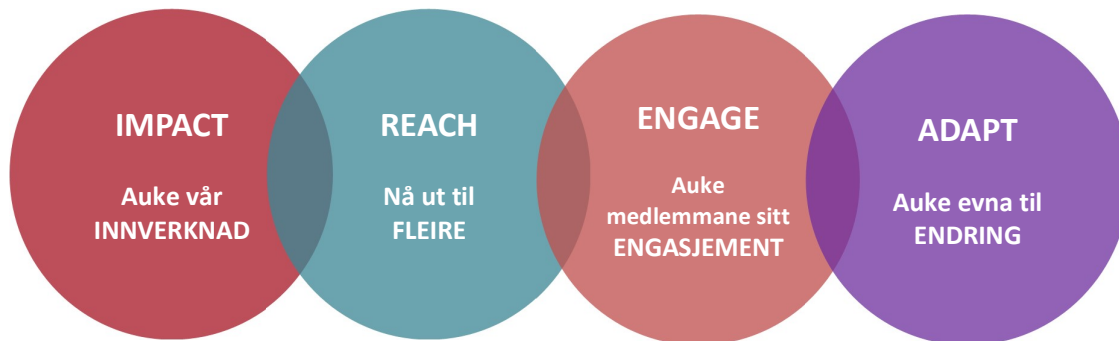 IMPACT
Auke vår
INNVERKNAD
REACH
Nå ut til
FLEIRE
ENGAGE
Auke
medlemmane sitt
ENGASJEMENT
ADAPT
Auke evna til
ENDRING